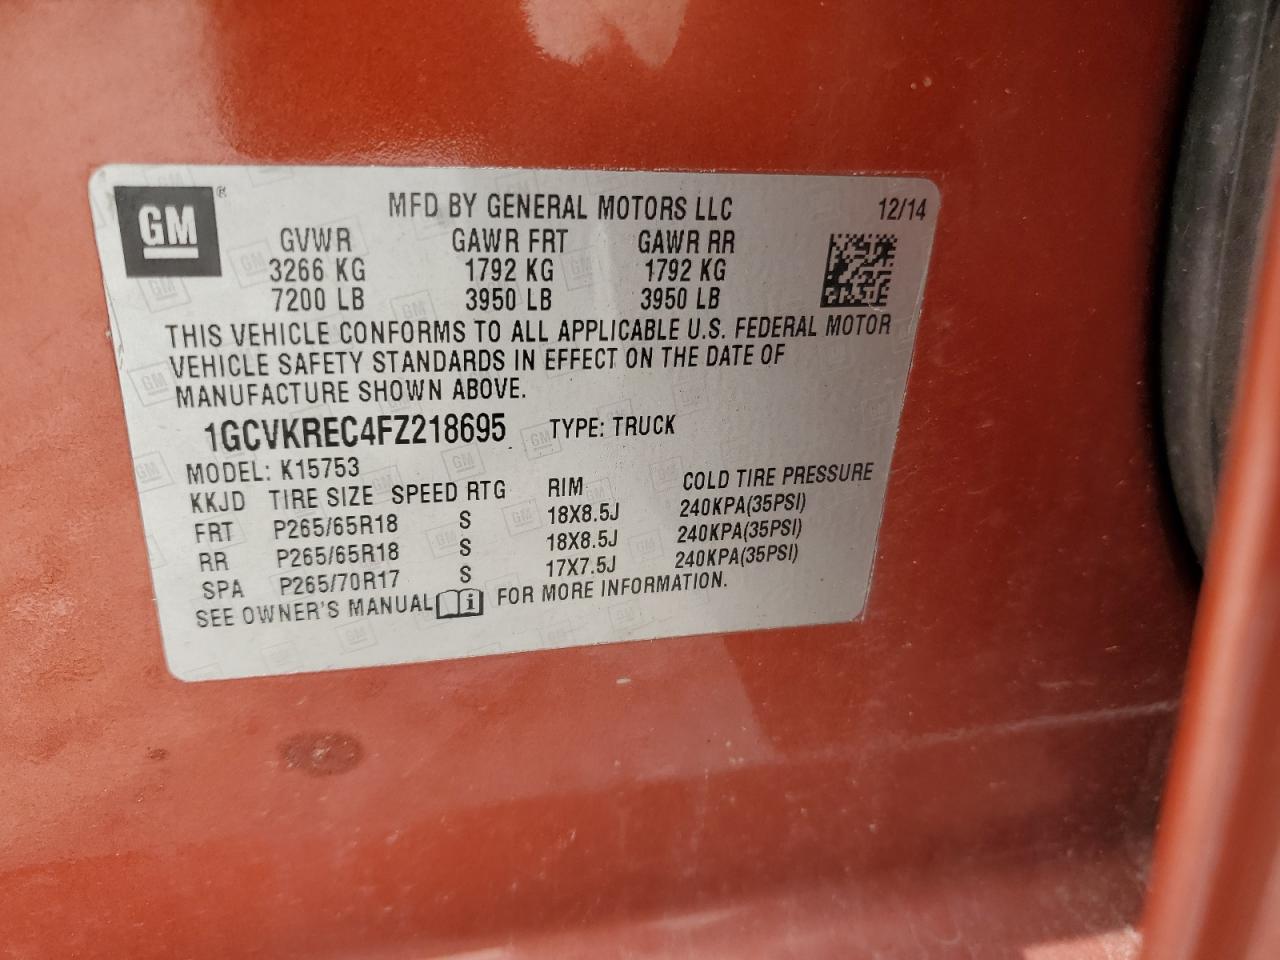 GM ®
MFD BY GENERAL MOTORS LLC 12/14
GVWR GAWR FRT GAWR RR
3266 KG 1792 KG 1792 KG
7200 LB 3950 LB 3950 LB
THIS VEHICLE CONFORMS TO ALL APPLICABLE U.S. FEDERAL MOTOR
VEHICLE SAFETY STANDARDS IN EFFECT ON THE DATE OF
MANUFACTURE SHOWN ABOVE.
1GCVKREC4FZ218695 TYPE: TRUCK
MODEL: K15753
KKJD TIRE SIZE SPEED RTG RIM COLD TIRE PRESSURE
FRT P265/65R18 S 18X8.5J 240KPA(35PSI)
RR P265/65R18 S 18X8.5J 240KPA(35PSI)
SPA P265/70R17 S 17X7.5J 240KPA(35PSI)
SEE OWNER'S MANUAL i FOR MORE INFORMATION.